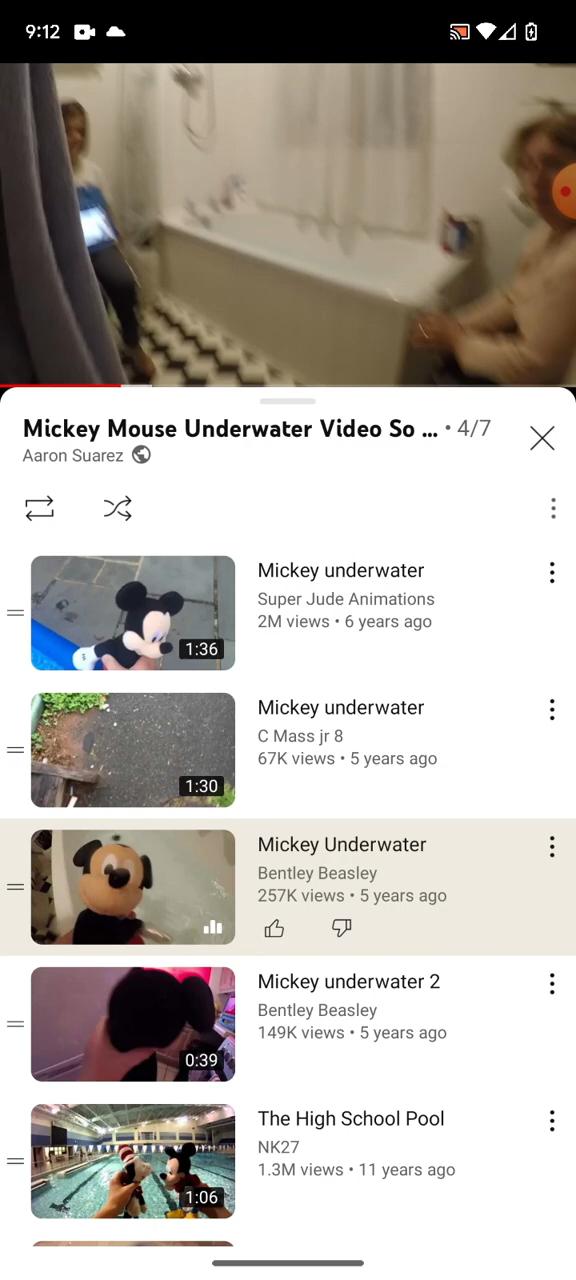 9:12
Mickey Mouse Underwater Video So ... • 4/7
Aaron Suarez
Mickey underwater
Super Jude Animations
2M views • 6 years ago
1:36
Mickey underwater
C Mass jr 8
67K views • 5 years ago
1:30
Mickey Underwater
Bentley Beasley
257K views • 5 years ago
Mickey underwater 2
Bentley Beasley
149K views • 5 years ago
0:39
The High School Pool
NK27
1.3M views • 11 years ago
1:06